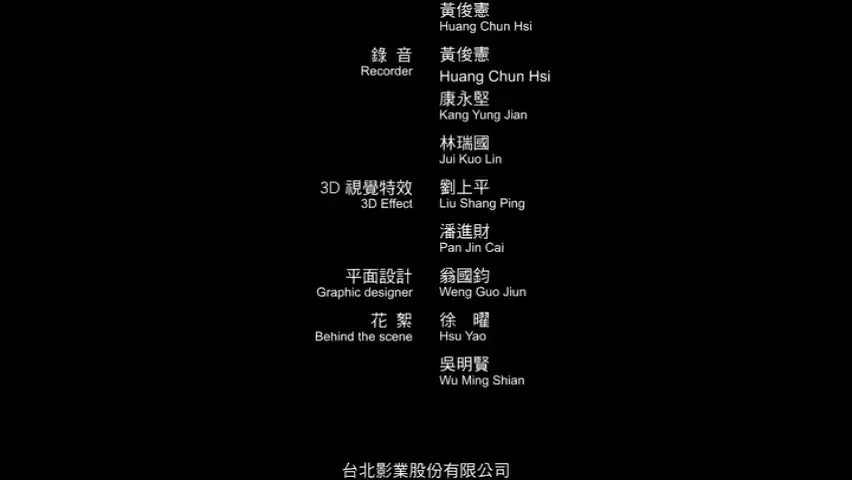 黃俊憲
Huang Chun Hsi
錄 音 黃俊憲
Recorder Huang Chun Hsi
康永堅
Kang Yung Jian
林瑞國
Jui Kuo Lin
3D 視覺特效 劉上平
3D Effect Liu Shang Ping
潘進財
Pan Jin Cai
平面設計 翁國鈞
Graphic designer Weng Guo Jiun
花 絮 徐 曜
Behind the scene Hsu Yao
吳明賢
Wu Ming Shian
台北影業股份有限公司